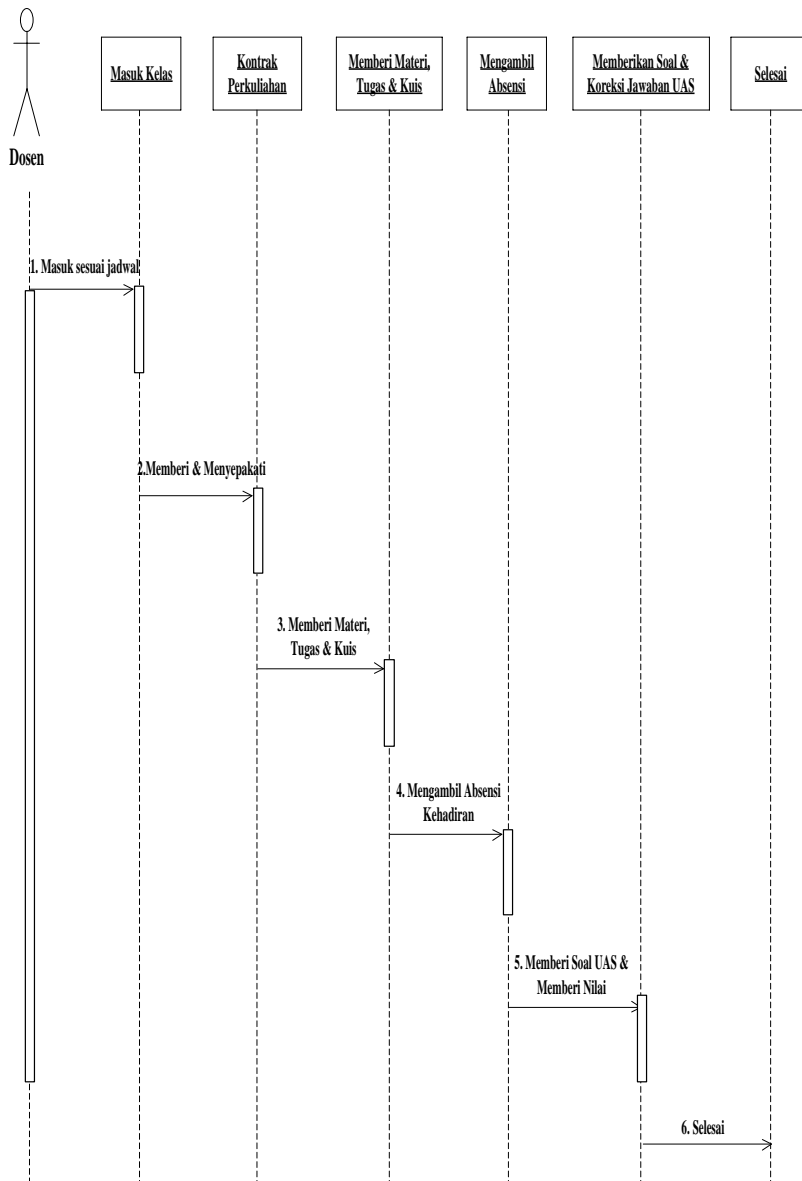 Masuk Kelas
Kontrak
Perkuliahan
Memberi Materi,
Tugas & Kuis
Mengambil
Absensi
Memberikan Soal &
Koreksi Jawaban UAS
Selesai
Dosen
1. Masuk sesuai jadwal
2.Memberi & Menyepakati
3. Memberi Materi,
Tugas & Kuis
4. Mengambil Absensi
Kehadiran
5. Memberi Soal UAS &
Memberi Nilai
6. Selesai